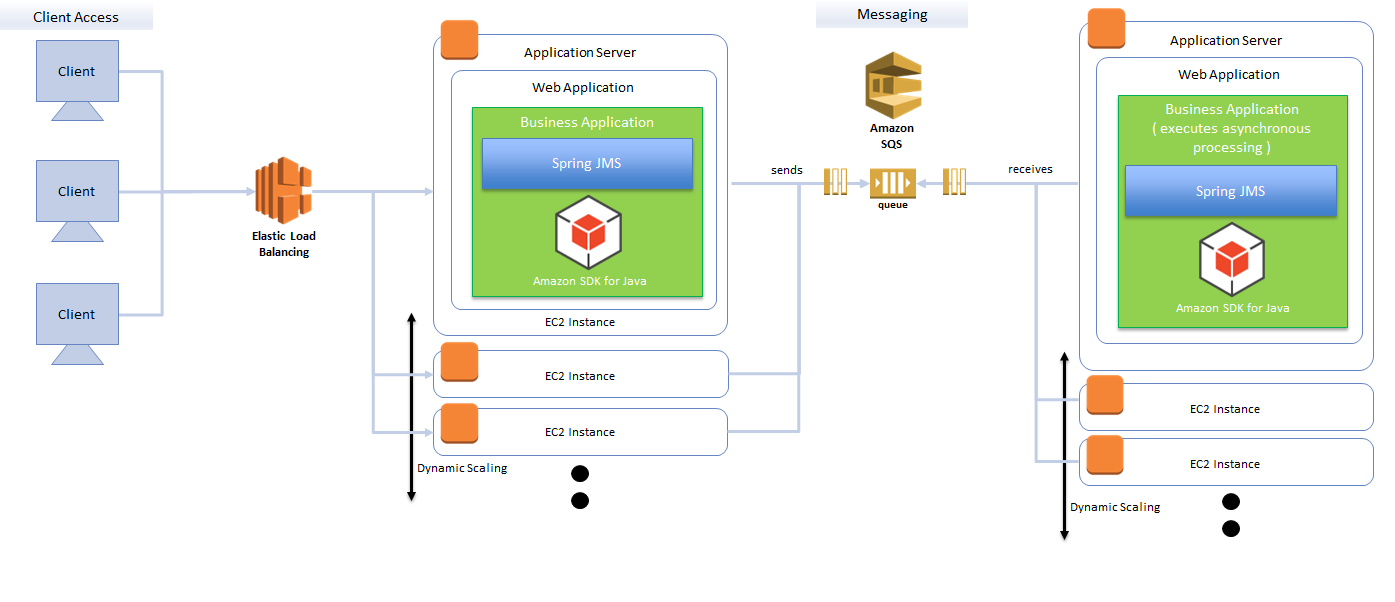 Client Access
Client
Client
Client
Elastic Load
Balancing
Application Server
Web Application
Business Application
Spring JMS
Amazon SDK for Java
EC2 Instance
EC2 Instance
EC2 Instance
Dynamic Scaling
Messaging
Amazon
SQS
sends
queue
receives
Application Server
Web Application
Business Application
( executes asynchronous
processing )
Spring JMS
Amazon SDK for Java
EC2 Instance
EC2 Instance
Dynamic Scaling